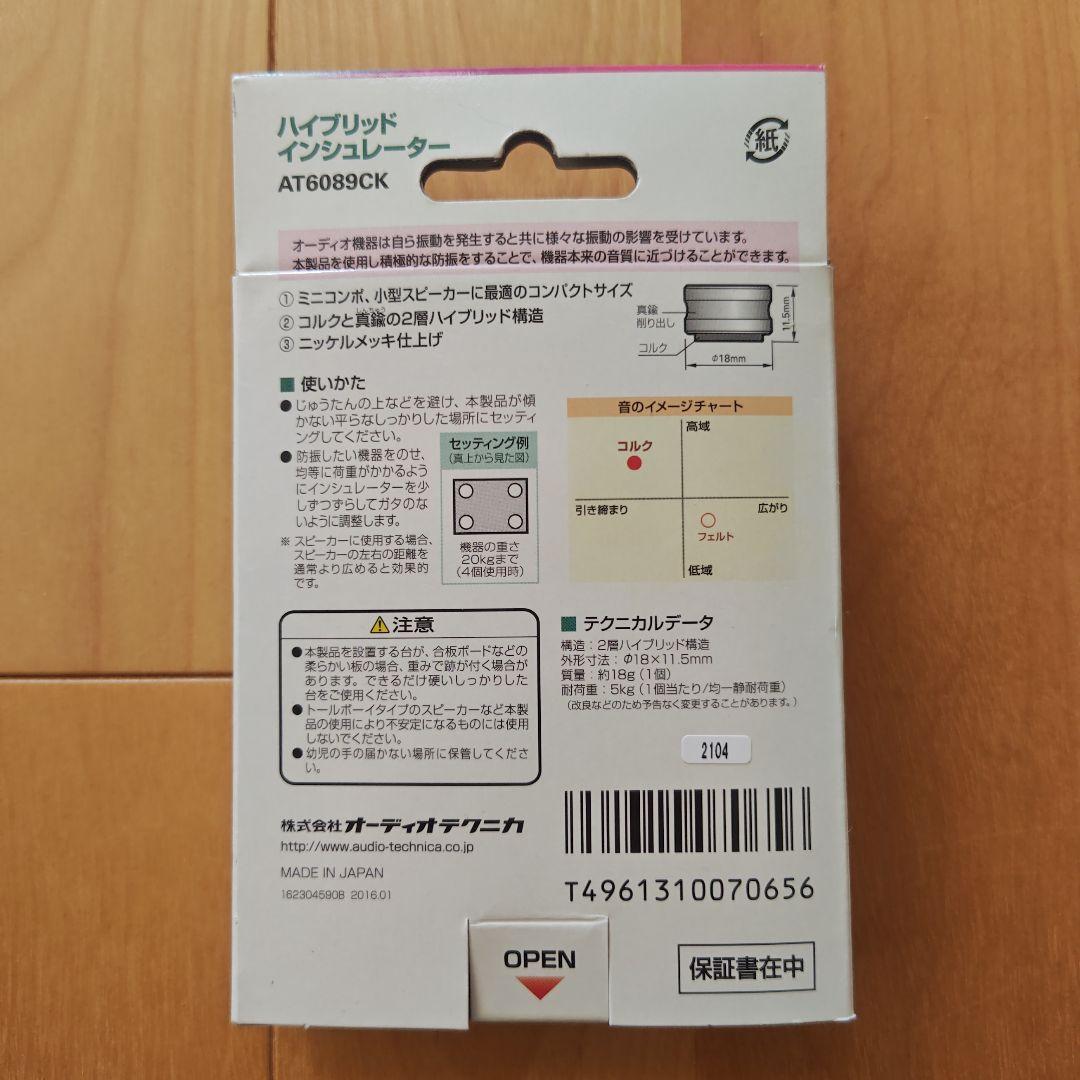 ハイブリッド
インシュレーター
AT6089CK
紙
オーディオ機器は自ら振動を発生すると共に様々な振動の影響を受けています。
本製品を使用し積極的な防振をすることで、機器本来の音質に近づけることができます。
① ミニコンポ、小型スピーカーに最適のコンパクトサイズ
② コルクと真鍮の2層ハイブリッド構造
しんちゅう
③ ニッケルメッキ仕上げ
真鍮
削り出し
コルク
11.5mm
Φ18mm
■ 使いかた
●じゅうたんの上などを避け、本製品が傾
かない平らなしっかりした場所にセッティ
ングしてください。
●防振したい機器をのせ、
均等に荷重がかかるよう
にインシュレーターを少
しずつずらしてガタのな
いように調整します。
※ スピーカーに使用する場合、
スピーカーの左右の距離を
通常より広めると効果的
です。
セッティング例
(真上から見た図)
機器の重さ
20kgまで
(4個使用時)
音のイメージチャート
高域
コルク
引き締まり
広がり
フェルト
低域
注意
●本製品を設置する台が、合板ボードなどの
柔らかい板の場合、重みで跡が付く場合が
あります。できるだけ硬いしっかりした
台をご使用ください。
●トールボーイタイプのスピーカーなど本製
品の使用により不安定になるものには使用
しないでください。
●幼児の手の届かない場所に保管してくださ
い。
■ テクニカルデータ
構造：2層ハイブリッド構造
外形寸法：Φ18×11.5mm
質量：約18g（1個）
耐荷重：5kg（1個当たり/均一静耐荷重）
（改良などのため予告なく変更することがあります。）
2104
株式会社オーディオテクニカ
http://www.audio-technica.co.jp
MADE IN JAPAN
162304590B 2016.01
T4961310070656
OPEN
保証書在中